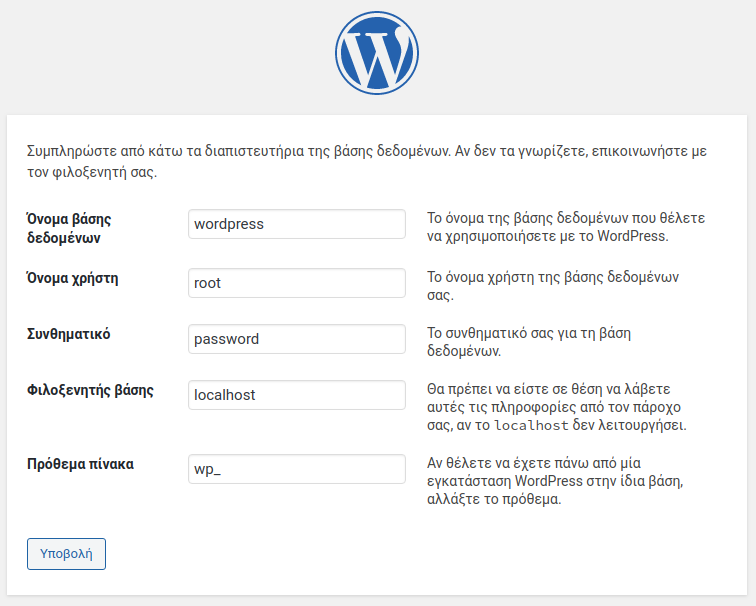 Συμπληρώστε από κάτω τα διαπιστευτήρια της βάσης δεδομένων. Αν δεν τα γνωρίζετε, επικοινωνήστε με
τον φιλοξενητή σας.
Όνομα βάσης
δεδομένων
wordpress
Το όνομα της βάσης δεδομένων που θέλετε
να χρησιμοποιήσετε με το WordPress.
Όνομα χρήστη
root
Το όνομα χρήστη της βάσης δεδομένων
σας.
Συνθηματικό
password
Το συνθηματικό σας για τη βάση
δεδομένων.
Φιλοξενητής βάσης
localhost
Θα πρέπει να είστε σε θέση να λάβετε
αυτές τις πληροφορίες από τον πάροχο
σας, αν το localhost δεν λειτουργήσει.
Πρόθεμα πίνακα
wp_
Αν θέλετε να έχετε πάνω από μία
εγκατάσταση WordPress στην ίδια βάση,
αλλάξτε το πρόθεμα.
Υποβολή